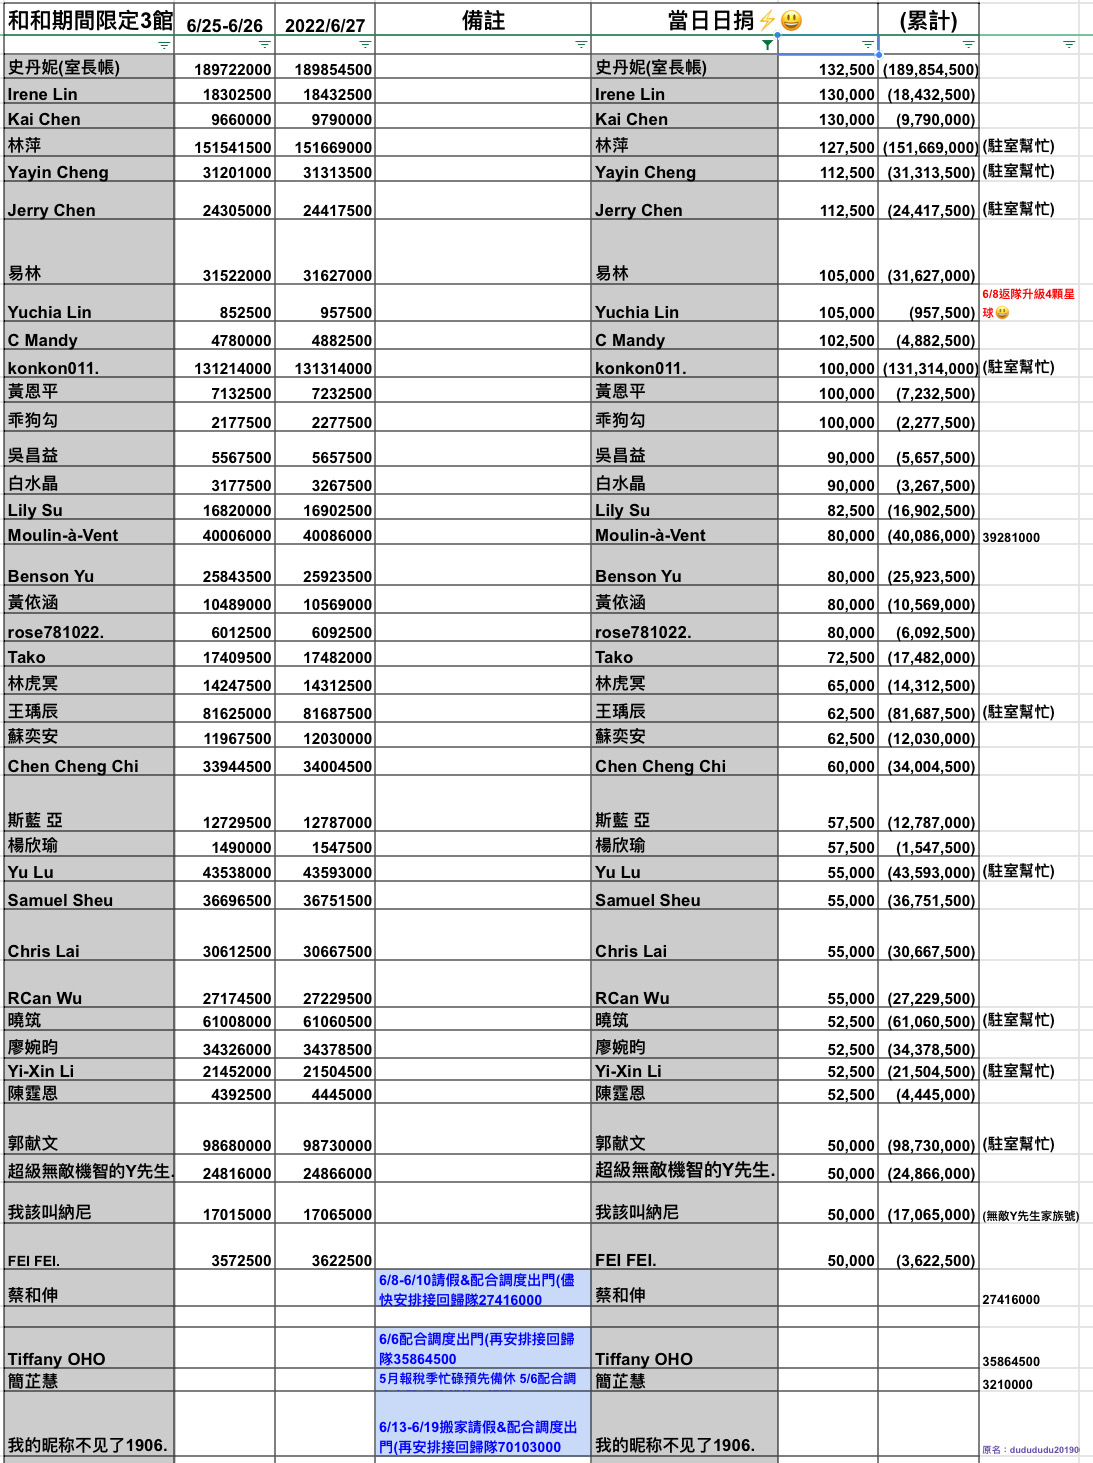 和和期間限定3館 6/25-6/26 2022/6/27 備註 當日日捐⚡😃 (累計)
史丹妮(室長帳) 189722000 189854500 史丹妮(室長帳) 132,500 (189,854,500)
Irene Lin 18302500 18432500 Irene Lin 130,000 (18,432,500)
Kai Chen 9660000 9790000 Kai Chen 130,000 (9,790,000)
林萍 151541500 151669000 林萍 127,500 (151,669,000) (駐室幫忙)
Yayin Cheng 31201000 31313500 Yayin Cheng 112,500 (31,313,500) (駐室幫忙)
Jerry Chen 24305000 24417500 Jerry Chen 112,500 (24,417,500) (駐室幫忙)
易林 31522000 31627000 易林 105,000 (31,627,000)
6/8返隊升級4顆星
Yuchia Lin 852500 957500 Yuchia Lin 105,000 (957,500) 球😃
C Mandy 4780000 4882500 C Mandy 102,500 (4,882,500)
konkon011. 131214000 131314000 konkon011. 100,000 (131,314,000) (駐室幫忙)
黃恩平 7132500 7232500 黃恩平 100,000 (7,232,500)
乖狗勾 2177500 2277500 乖狗勾 100,000 (2,277,500)
吳昌益 5567500 5657500 吳昌益 90,000 (5,657,500)
白水晶 3177500 3267500 白水晶 90,000 (3,267,500)
Lily Su 16820000 16902500 Lily Su 82,500 (16,902,500)
Moulin-à-Vent 40006000 40086000 Moulin-à-Vent 80,000 (40,086,000) 39281000
Benson Yu 25843500 25923500 Benson Yu 80,000 (25,923,500)
黃依涵 10489000 10569000 黃依涵 80,000 (10,569,000)
rose781022. 6012500 6092500 rose781022. 80,000 (6,092,500)
Tako 17409500 17482000 Tako 72,500 (17,482,000)
林虎冥 14247500 14312500 林虎冥 65,000 (14,312,500)
王瑀辰 81625000 81687500 王瑀辰 62,500 (81,687,500) (駐室幫忙)
蘇奕安 11967500 12030000 蘇奕安 62,500 (12,030,000)
Chen Cheng Chi 33944500 34004500 Chen Cheng Chi 60,000 (34,004,500)
斯藍 亞 12729500 12787000 斯藍 亞 57,500 (12,787,000)
楊欣瑜 1490000 1547500 楊欣瑜 57,500 (1,547,500)
Yu Lu 43538000 43593000 Yu Lu 55,000 (43,593,000) (駐室幫忙)
Samuel Sheu 36696500 36751500 Samuel Sheu 55,000 (36,751,500)
Chris Lai 30612500 30667500 Chris Lai 55,000 (30,667,500)
RCan Wu 27174500 27229500 RCan Wu 55,000 (27,229,500)
曉筑 61008000 61060500 曉筑 52,500 (61,060,500) (駐室幫忙)
廖婉昀 34326000 34378500 廖婉昀 52,500 (34,378,500)
Yi-Xin Li 21452000 21504500 Yi-Xin Li 52,500 (21,504,500) (駐室幫忙)
陳霆恩 4392500 4445000 陳霆恩 52,500 (4,445,000)
郭献文 98680000 98730000 郭献文 50,000 (98,730,000) (駐室幫忙)
超級無敵機智的Y先生. 24816000 24866000 超級無敵機智的Y先生. 50,000 (24,866,000)
我該叫納尼 17015000 17065000 我該叫納尼 50,000 (17,065,000) (無敵Y先生家族號)
FEI FEI. 3572500 3622500 FEI FEI. 50,000 (3,622,500)
6/8-6/10請假&配合調度出門(儘
蔡和伸 快安排接回歸隊27416000 蔡和伸 27416000
6/6配合調度出門(再安排接回歸
Tiffany OHO 隊35864500 Tiffany OHO 35864500
簡芷慧 5月報稅季忙碌預先備休 5/6配合調 簡芷慧 3210000
6/13-6/19搬家請假&配合調度出
我的昵称不见了1906. 門(再安排接回歸隊70103000 我的昵称不见了1906. 原名：dudududu20190